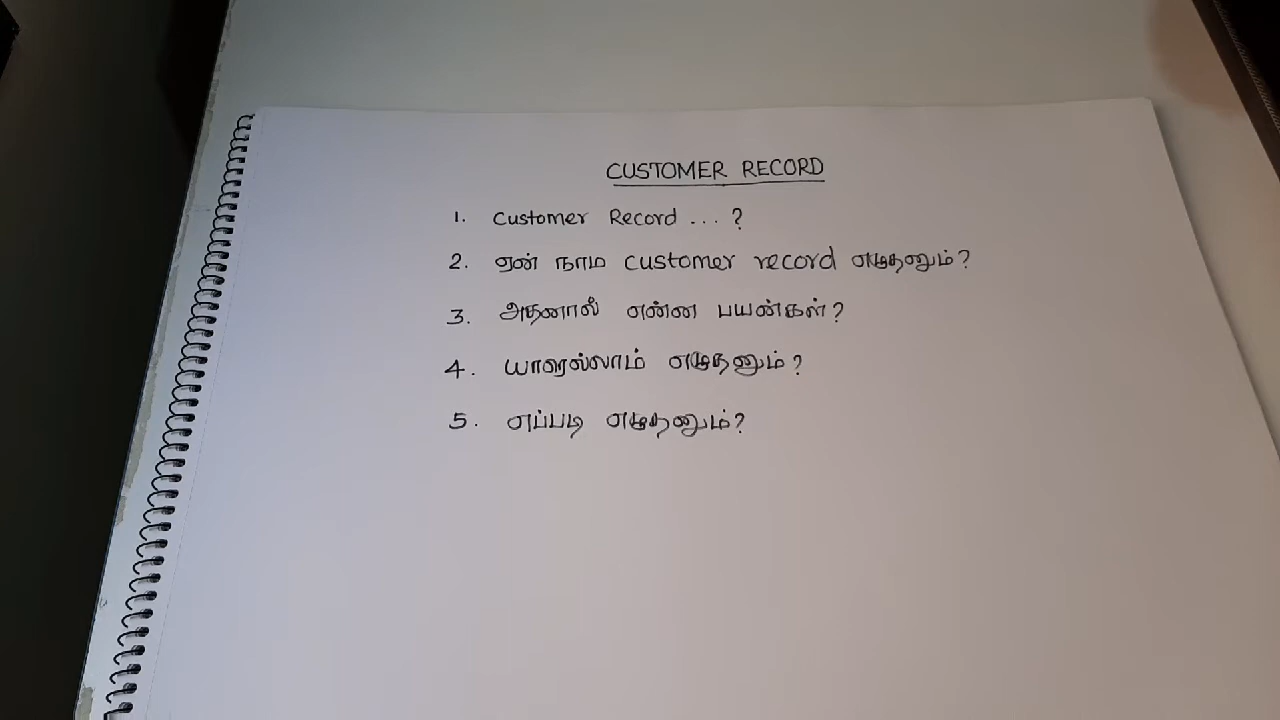 CUSTOMER RECORD
1. Customer Record ... ?
2. ஏன் நாம customer record எழுதனும்?
3. அதனால் என்ன பயன்கள்?
4. யாரெல்லாம் எழுதனும்?
5. எப்படி எழுதனும்?